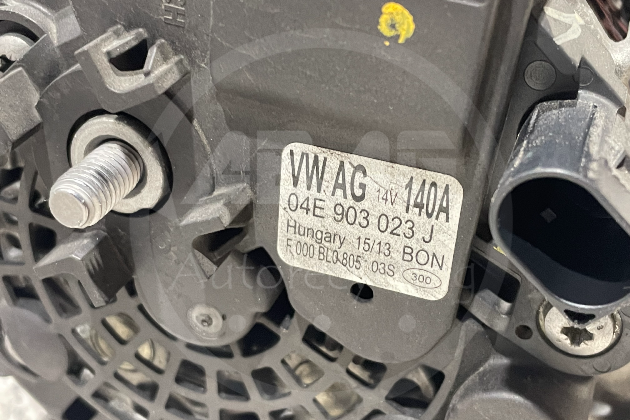 VW AG 14V 140A
04E 903 023 J
Hungary 15/13 BON
F 000 BL0 805 03S 300